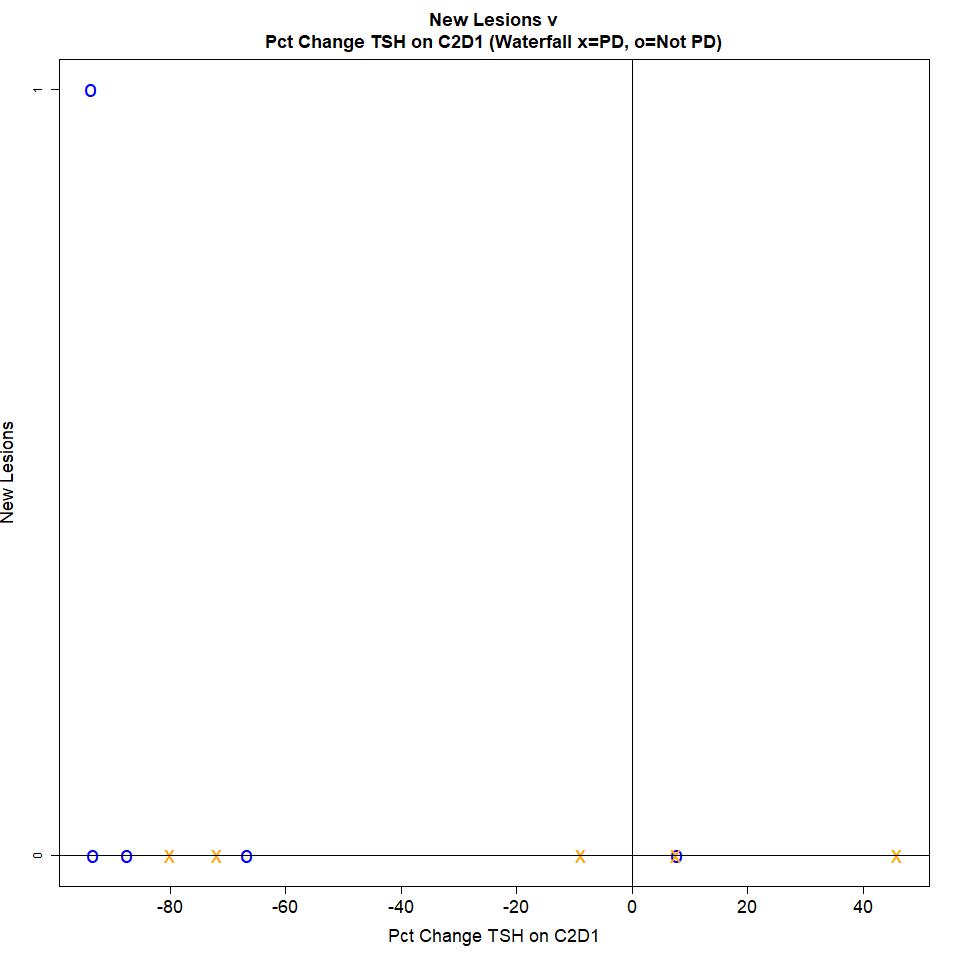 New Lesions v
Pct Change TSH on C2D1 (Waterfall x=PD, o=Not PD)
1
o
New Lesions
0
o o x x o x x o x
-80 -60 -40 -20 0 20 40
Pct Change TSH on C2D1